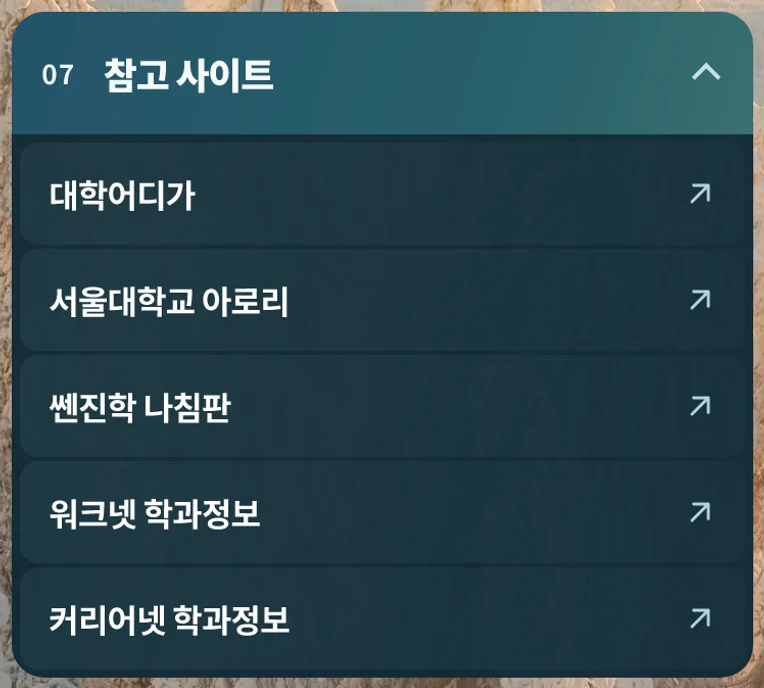 07 참고 사이트
대학어디가
서울대학교 아로리
쎈진학 나침판
워크넷 학과정보
커리어넷 학과정보